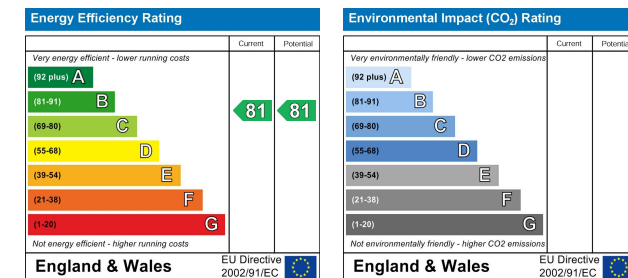 Energy Efficiency Rating
Current Potential
Very energy efficient - lower running costs
(92 plus) A
(81-91) B
81 81
(69-80) C
(55-68) D
(39-54) E
(21-38) F
(1-20) G
Not energy efficient - higher running costs
England & Wales
EU Directive
2002/91/EC
Environmental Impact (CO₂) Rating
Current Potential
Very environmentally friendly - lower CO2 emissions
(92 plus) A
(81-91) B
(69-80) C
(55-68) D
(39-54) E
(21-38) F
(1-20) G
Not environmentally friendly - higher CO2 emissions
England & Wales
EU Directive
2002/91/EC